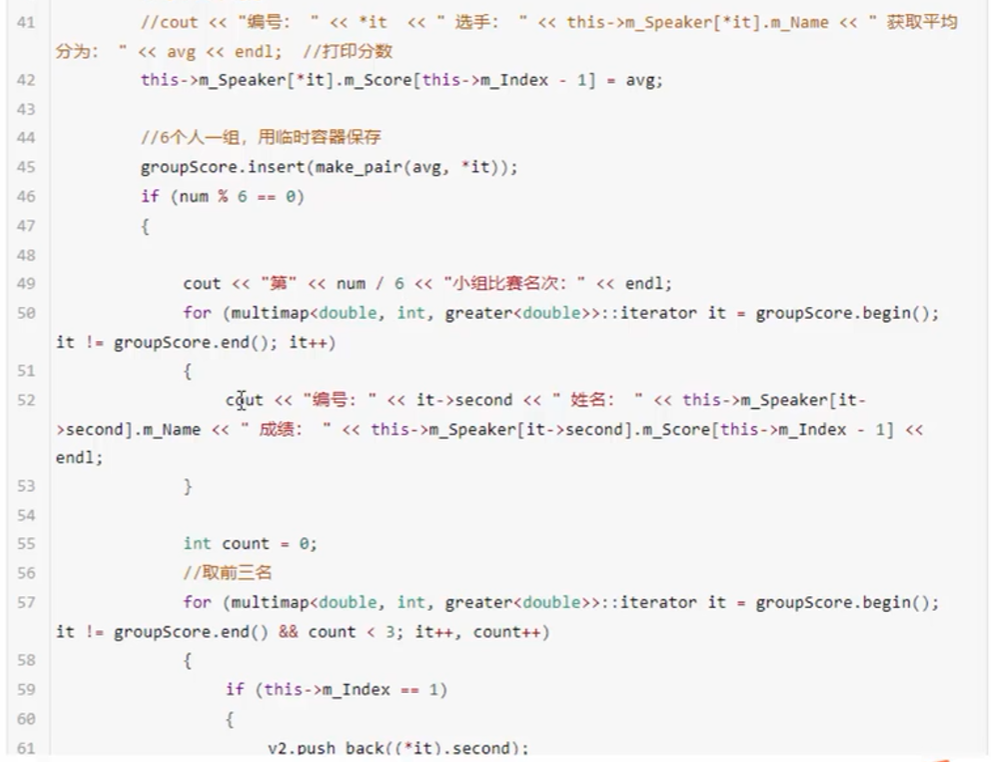 41 //cout << "编号： " << *it  << " 选手： " << this->m_Speaker[*it].m_Name << " 获取平均
分为： " << avg << endl;  //打印分数
42 this->m_Speaker[*it].m_Score[this->m_Index - 1] = avg;
43
44 //6个人一组，用临时容器保存
45 groupScore.insert(make_pair(avg, *it));
46 if (num % 6 == 0)
47 {
48
49 cout << "第" << num / 6 << "小组比赛名次：" << endl;
50 for (multimap<double, int, greater<double>>::iterator it = groupScore.begin();
it != groupScore.end(); it++)
51 {
52 cout << "编号：" << it->second << " 姓名： " << this->m_Speaker[it-
>second].m_Name << " 成绩： " << this->m_Speaker[it->second].m_Score[this->m_Index - 1] <<
endl;
53 }
54
55 int count = 0;
56 //取前三名
57 for (multimap<double, int, greater<double>>::iterator it = groupScore.begin();
it != groupScore.end() && count < 3; it++, count++)
58 {
59 if (this->m_Index == 1)
60 {
61 v2.push_back((*it).second);